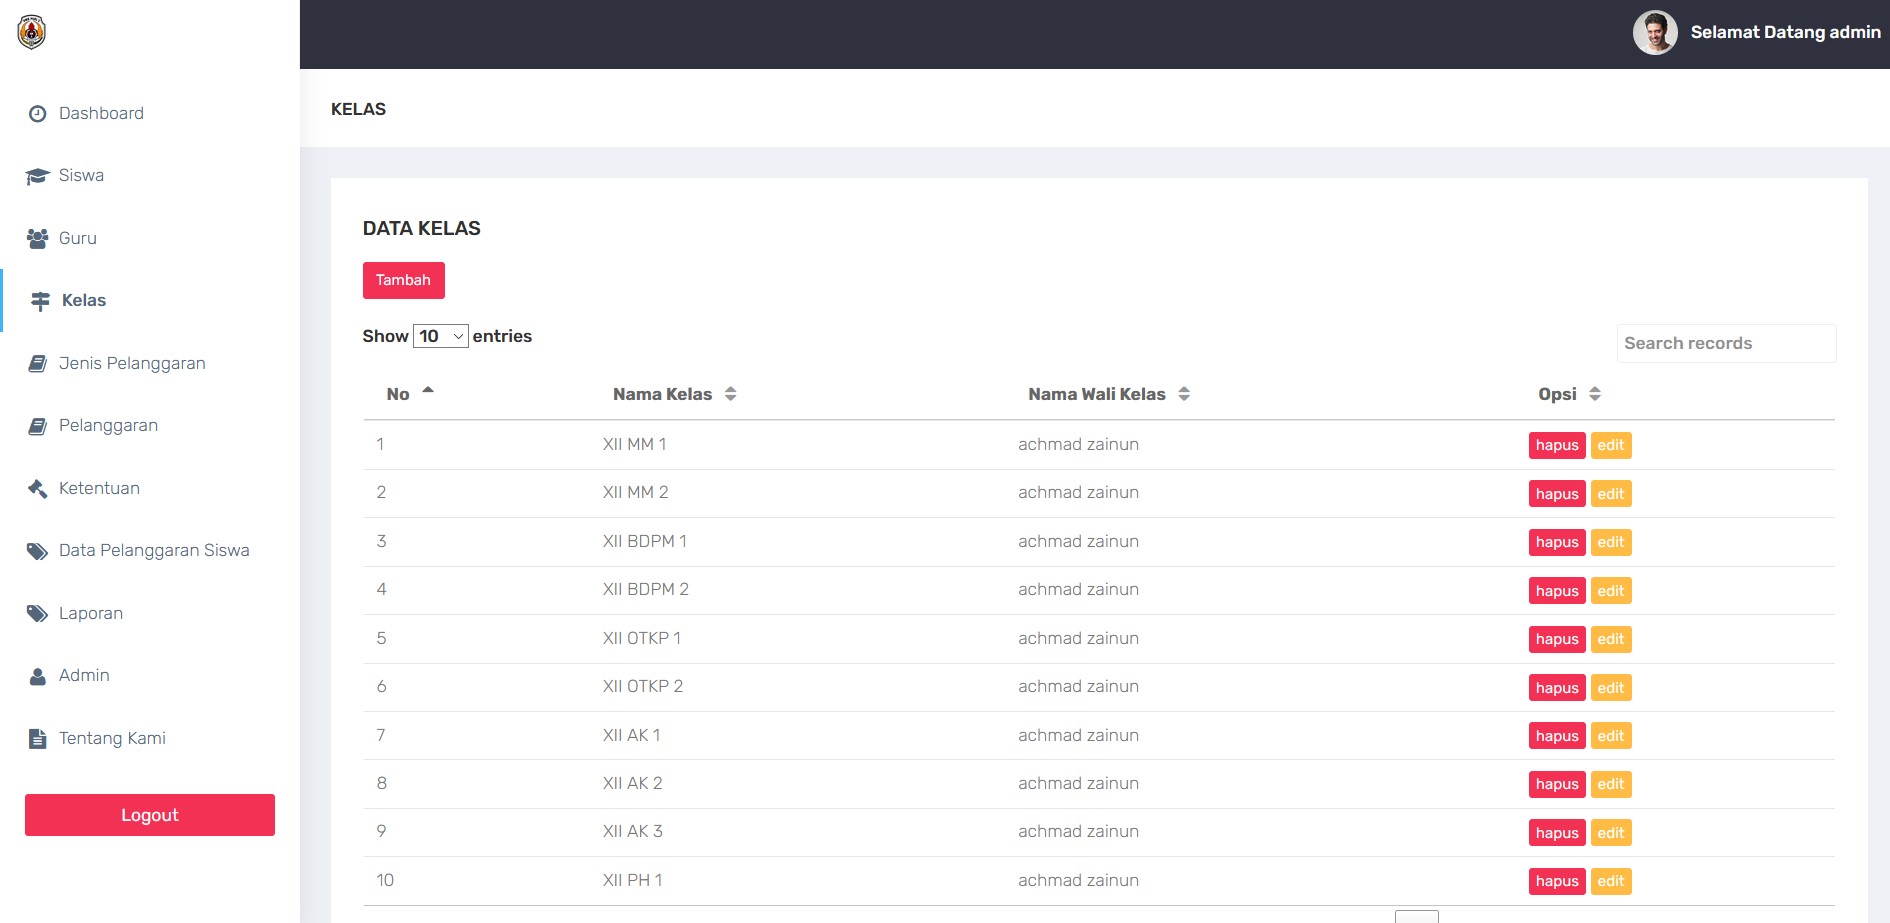 Selamat Datang admin
Dashboard
Siswa
Guru
Kelas
Jenis Pelanggaran
Pelanggaran
Ketentuan
Data Pelanggaran Siswa
Laporan
Admin
Tentang Kami
Logout
KELAS
DATA KELAS
Tambah
Show 10 entries
Search records
No Nama Kelas Nama Wali Kelas Opsi
1 XII MM 1 achmad zainun hapus edit
2 XII MM 2 achmad zainun hapus edit
3 XII BDPM 1 achmad zainun hapus edit
4 XII BDPM 2 achmad zainun hapus edit
5 XII OTKP 1 achmad zainun hapus edit
6 XII OTKP 2 achmad zainun hapus edit
7 XII AK 1 achmad zainun hapus edit
8 XII AK 2 achmad zainun hapus edit
9 XII AK 3 achmad zainun hapus edit
10 XII PH 1 achmad zainun hapus edit